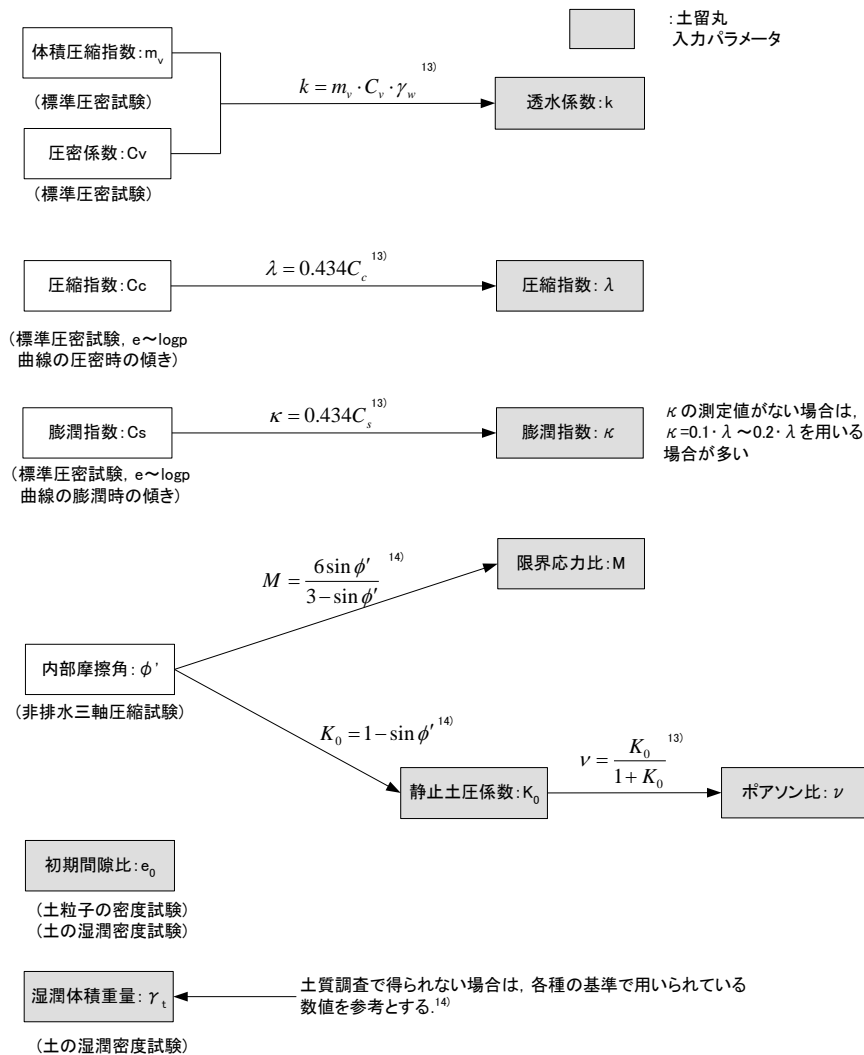 :土留丸
入力パラメータ
体積圧縮指数:mv
(標準圧密試験)
k = mv · Cv · γw 13)
透水係数:k
圧密係数:Cv
(標準圧密試験)
圧縮指数:Cc
λ = 0.434Cc 13)
圧縮指数:λ
(標準圧密試験, e～logp
曲線の圧密時の傾き)
膨潤指数:Cs
κ = 0.434Cs 13)
膨潤指数:κ
κの測定値がない場合は,
κ=0.1·λ～0.2·λを用いる
場合が多い
(標準圧密試験, e～logp
曲線の膨潤時の傾き)
M = 6sinφ′ / 3−sinφ′ 14)
限界応力比:M
内部摩擦角:φ'
(非排水三軸圧縮試験)
K0 = 1−sinφ′ 14)
静止土圧係数:K0
ν = K0 / 1+K0 13)
ポアソン比:ν
初期間隙比:e0
(土粒子の密度試験)
(土の湿潤密度試験)
湿潤体積重量:γt
土質調査で得られない場合は, 各種の基準で用いられている
数値を参考とする.14)
(土の湿潤密度試験)